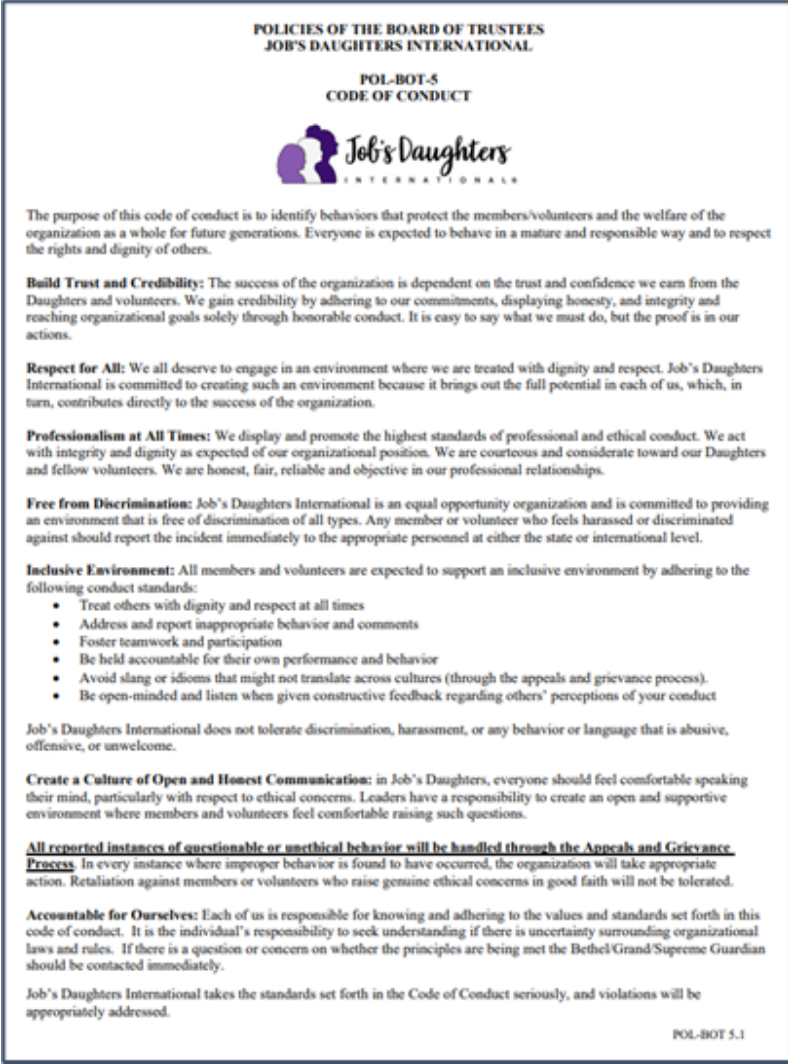 POLICIES OF THE BOARD OF TRUSTEES
JOB'S DAUGHTERS INTERNATIONAL
POL-BOT-5
CODE OF CONDUCT
Job's Daughters
INTERNATIONAL®
The purpose of this code of conduct is to identify behaviors that protect the members/volunteers and the welfare of the
organization as a whole for future generations. Everyone is expected to behave in a mature and responsible way and to respect
the rights and dignity of others.
Build Trust and Credibility: The success of the organization is dependent on the trust and confidence we earn from the
Daughters and volunteers. We gain credibility by adhering to our commitments, displaying honesty, and integrity and
reaching organizational goals solely through honorable conduct. It is easy to say what we must do, but the proof is in our
actions.
Respect for All: We all deserve to engage in an environment where we are treated with dignity and respect. Job's Daughters
International is committed to creating such an environment because it brings out the full potential in each of us, which, in
turn, contributes directly to the success of the organization.
Professionalism at All Times: We display and promote the highest standards of professional and ethical conduct. We act
with integrity and dignity as expected of our organizational position. We are courteous and considerate toward our Daughters
and fellow volunteers. We are honest, fair, reliable and objective in our professional relationships.
Free from Discrimination: Job's Daughters International is an equal opportunity organization and is committed to providing
an environment that is free of discrimination of all types. Any member or volunteer who feels harassed or discriminated
against should report the incident immediately to the appropriate personnel at either the state or international level.
Inclusive Environment: All members and volunteers are expected to support an inclusive environment by adhering to the
following conduct standards:
• Treat others with dignity and respect at all times
• Address and report inappropriate behavior and comments
• Foster teamwork and participation
• Be held accountable for their own performance and behavior
• Avoid slang or idioms that might not translate across cultures (through the appeals and grievance process).
• Be open-minded and listen when given constructive feedback regarding others' perceptions of your conduct
Job's Daughters International does not tolerate discrimination, harassment, or any behavior or language that is abusive,
offensive, or unwelcome.
Create a Culture of Open and Honest Communication: in Job's Daughters, everyone should feel comfortable speaking
their mind, particularly with respect to ethical concerns. Leaders have a responsibility to create an open and supportive
environment where members and volunteers feel comfortable raising such questions.
All reported instances of questionable or unethical behavior will be handled through the Appeals and Grievance
Process. In every instance where improper behavior is found to have occurred, the organization will take appropriate
action. Retaliation against members or volunteers who raise genuine ethical concerns in good faith will not be tolerated.
Accountable for Ourselves: Each of us is responsible for knowing and adhering to the values and standards set forth in this
code of conduct. It is the individual's responsibility to seek understanding if there is uncertainty surrounding organizational
laws and rules. If there is a question or concern on whether the principles are being met the Bethel/Grand/Supreme Guardian
should be contacted immediately.
Job's Daughters International takes the standards set forth in the Code of Conduct seriously, and violations will be
appropriately addressed.
POL-BOT 5.1